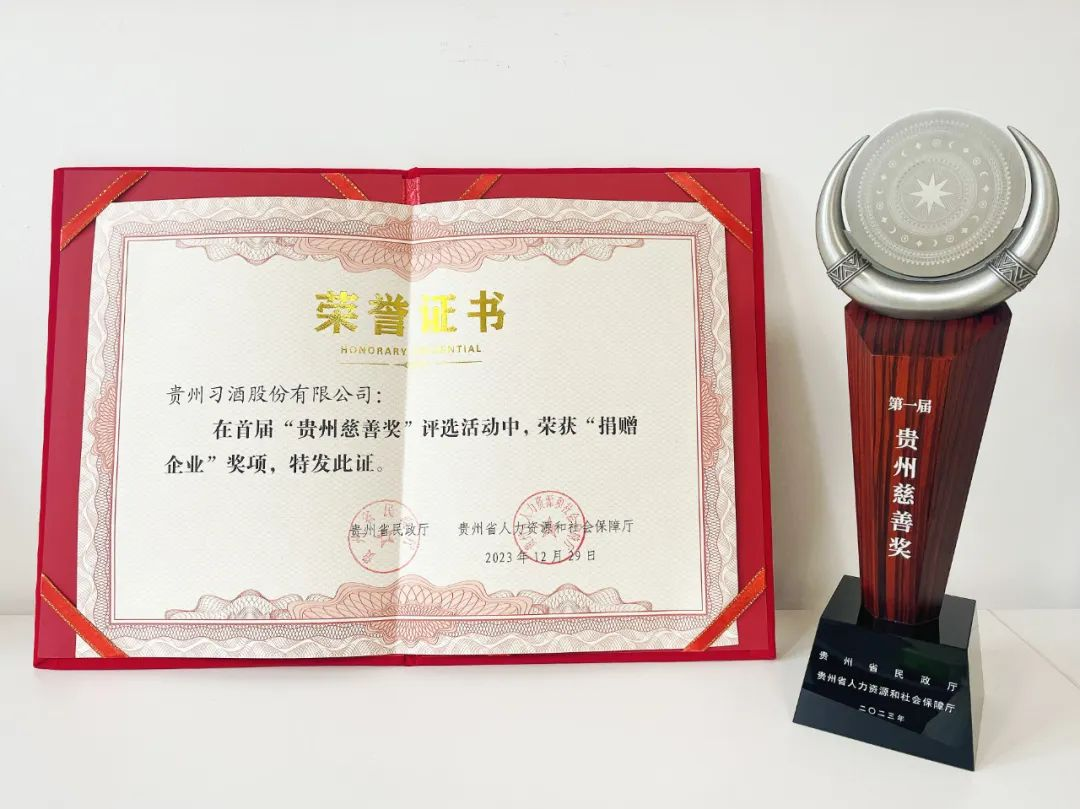 荣誉证书
HONORARY
贵州习酒股份有限公司：
在首届“贵州慈善奖”评选活动中，荣获“捐赠
企业”奖项，特发此证。
贵州省民政厅 贵州省人力资源和社会保障厅
2023年12月29日
第一届
贵州慈善奖
贵州省民政厅
贵州省人力资源和社会保障厅
二〇二三年